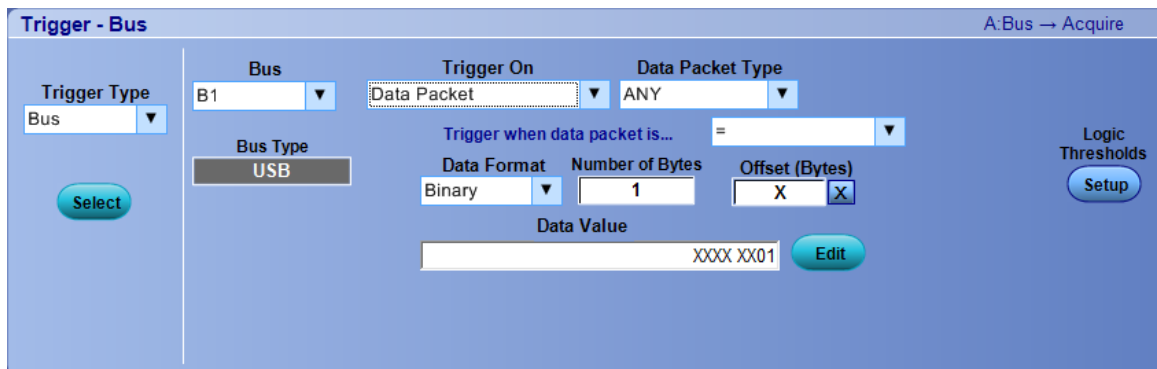 Trigger - Bus
A:Bus → Acquire
Trigger Type
Bus
Select
Bus
B1
Bus Type
USB
Trigger On
Data Packet
Data Packet Type
ANY
Trigger when data packet is...
=
Data Format
Binary
Number of Bytes
1
Offset (Bytes)
X
X
Data Value
XXXX XX01
Edit
Logic
Thresholds
Setup